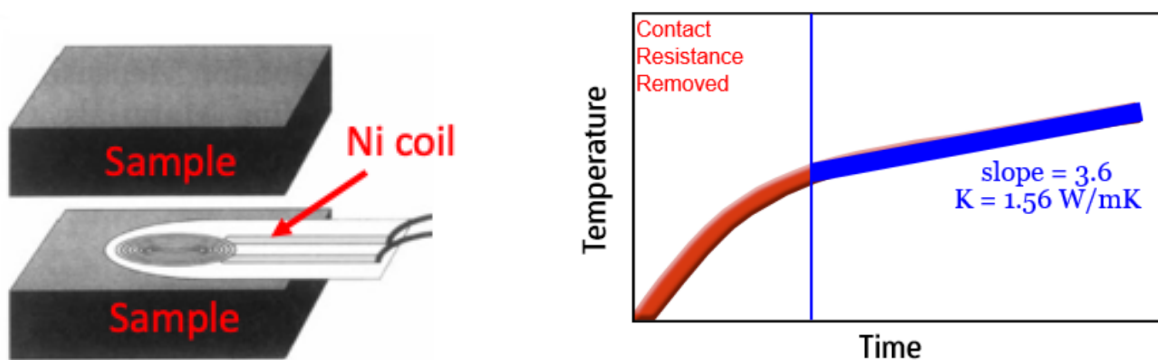 Sample
Ni coil
Sample
Contact
Resistance
Removed
Temperature
slope = 3.6
K = 1.56 W/mK
Time